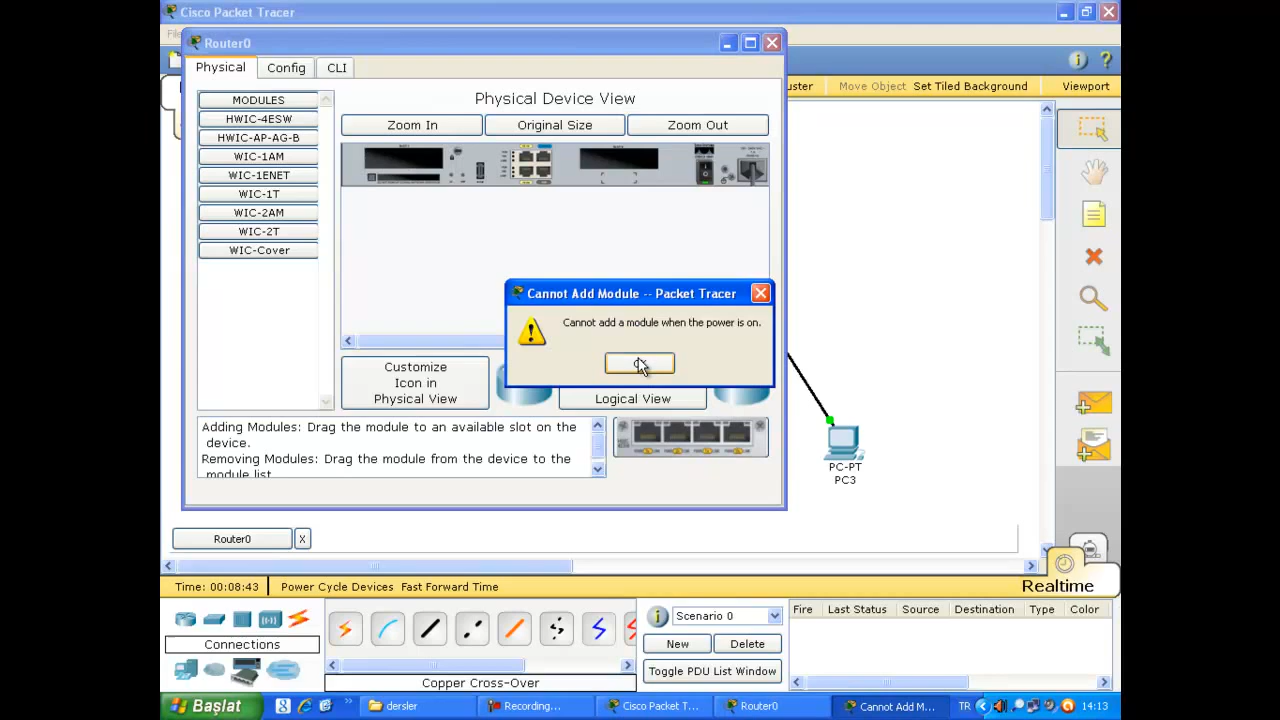 Cisco Packet Tracer
Router0
Physical
Config
CLI
MODULES
HWIC-4ESW
HWIC-AP-AG-B
WIC-1AM
WIC-1ENET
WIC-1T
WIC-2AM
WIC-2T
WIC-Cover
Physical Device View
Zoom In
Original Size
Zoom Out
Move Object
Set Tiled Background
Viewport
Cannot Add Module -- Packet Tracer
Cannot add a module when the power is on.
Customize
Icon in
Physical View
Logical View
Adding Modules: Drag the module to an available slot on the
device.
Removing Modules: Drag the module from the device to the
module list
PC-PT
PC3
Router0
X
Time: 00:08:43
Power Cycle Devices
Fast Forward Time
Realtime
Connections
Copper Cross-Over
Scenario 0
New
Delete
Toggle PDU List Window
Fire
Last Status
Source
Destination
Type
Color
Başlat
dersler
Recording...
Cisco Packet T...
Router0
Cannot Add M...
TR
14:13